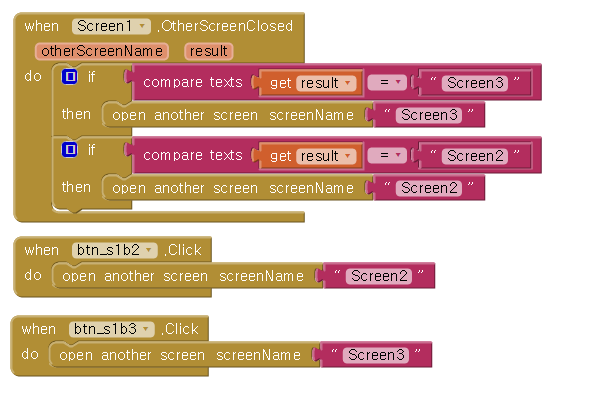 when Screen1 .OtherScreenClosed
otherScreenName result
do if compare texts get result = “ Screen3 ”
then open another screen screenName “ Screen3 ”
if compare texts get result = “ Screen2 ”
then open another screen screenName “ Screen2 ”
when btn_s1b2 .Click
do open another screen screenName “ Screen2 ”
when btn_s1b3 .Click
do open another screen screenName “ Screen3 ”